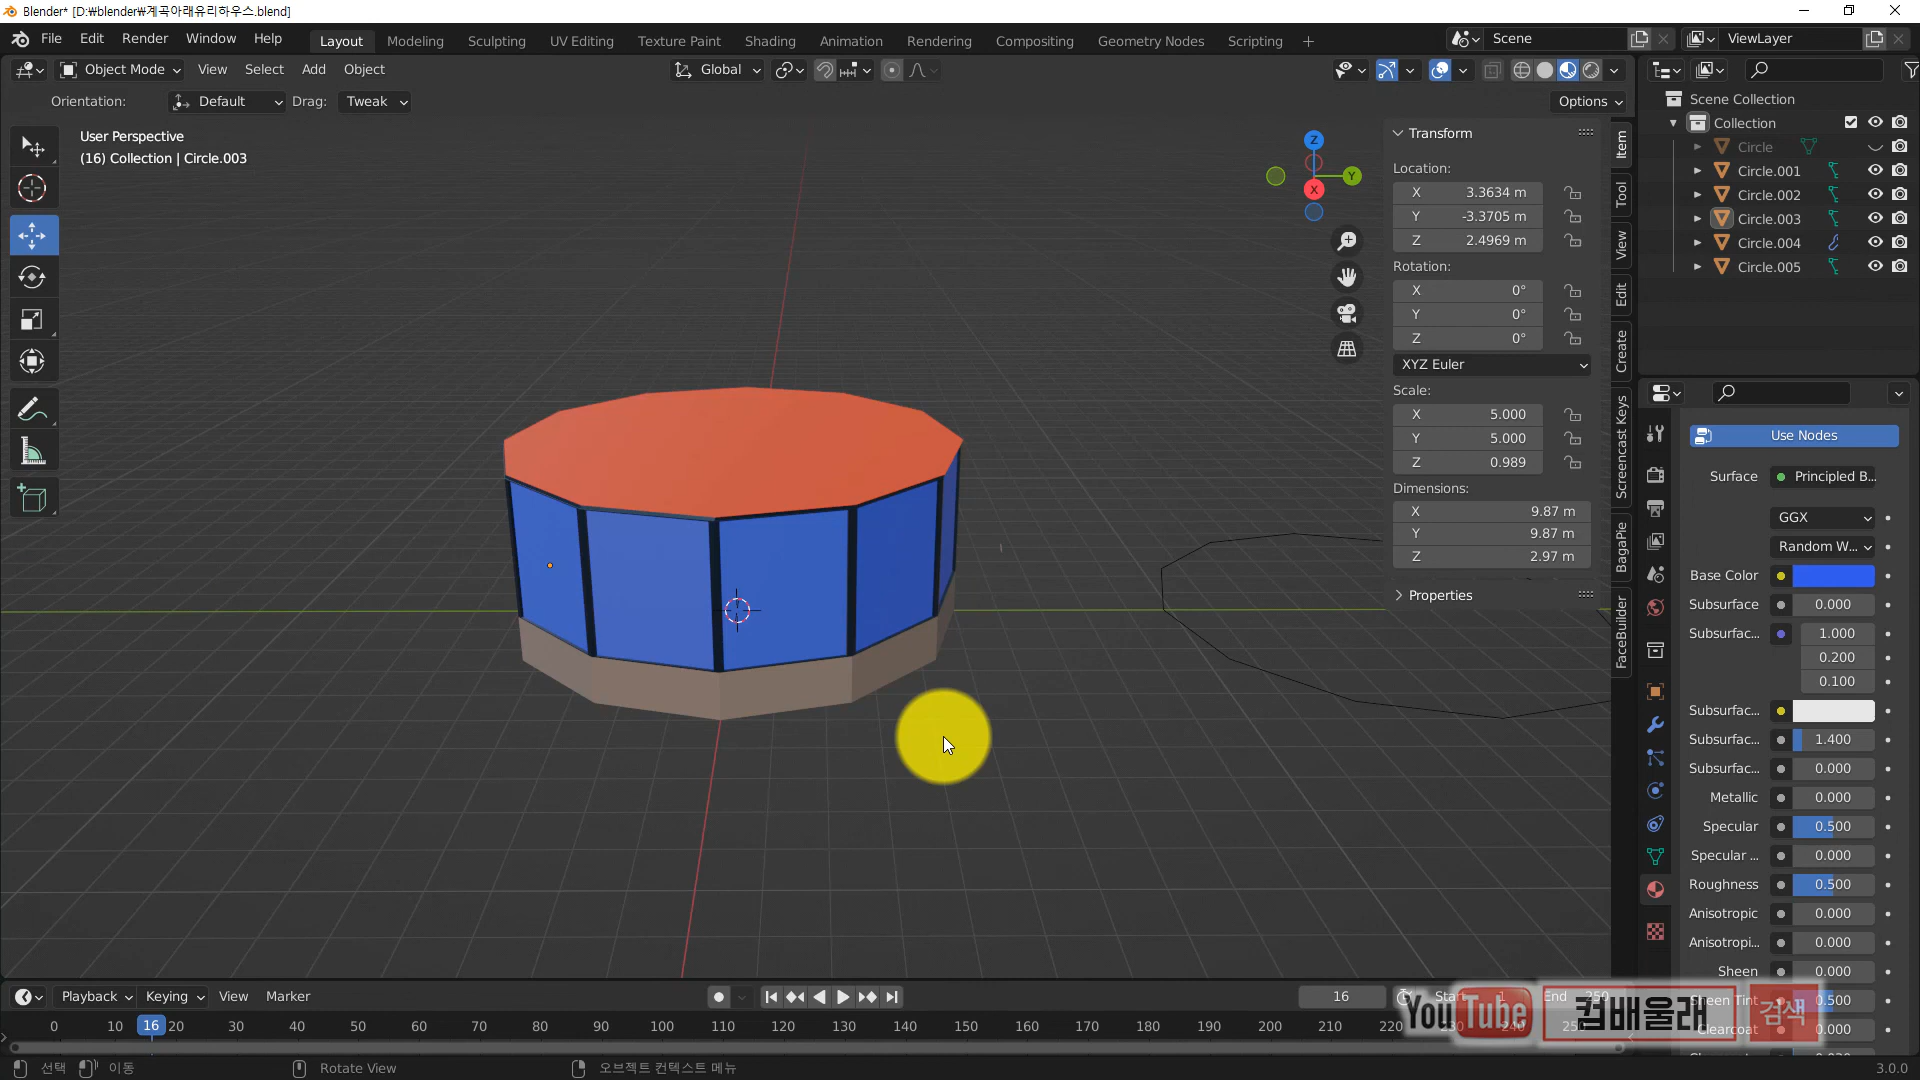 Blender* [D:\blender\계곡아래유리하우스.blend]
File Edit Render Window Help
Layout Modeling Sculpting UV Editing Texture Paint Shading Animation Rendering Compositing Geometry Nodes Scripting +
Scene
ViewLayer
Object Mode View Select Add Object
Global
Orientation: Default Drag: Tweak
Options
User Perspective
(16) Collection | Circle.003
Z
Y
X
Transform
Location:
X 3.3634 m
Y -3.3705 m
Z 2.4969 m
Rotation:
X 0°
Y 0°
Z 0°
XYZ Euler
Scale:
X 5.000
Y 5.000
Z 0.989
Dimensions:
X 9.87 m
Y 9.87 m
Z 2.97 m
Properties
Item
Tool
View
Edit
Create
Screencast Keys
BagaPie
FaceBuilder
Scene Collection
Collection
Circle
Circle.001
Circle.002
Circle.003
Circle.004
Circle.005
Use Nodes
Surface Principled B...
GGX
Random W...
Base Color
Subsurface 0.000
Subsurfac... 1.000
0.200
0.100
Subsurfac...
Subsurfac... 1.400
Subsurfac... 0.000
Metallic 0.000
Specular 0.500
Specular ... 0.000
Roughness 0.500
Anisotropic 0.000
Anisotropi... 0.000
Sheen 0.000
Sheen Tint 0.500
Clearcoat 0.000
Playback Keying View Marker
16
Start 1 End 250
0 10 16 20 30 40 50 60 70 80 90 100 110 120 130 140 150 160 170 180 190 200 210 220 240
YouTube 컴배울래 검색
선택 이동 Rotate View 오브젝트 컨텍스트 메뉴
3.0.0